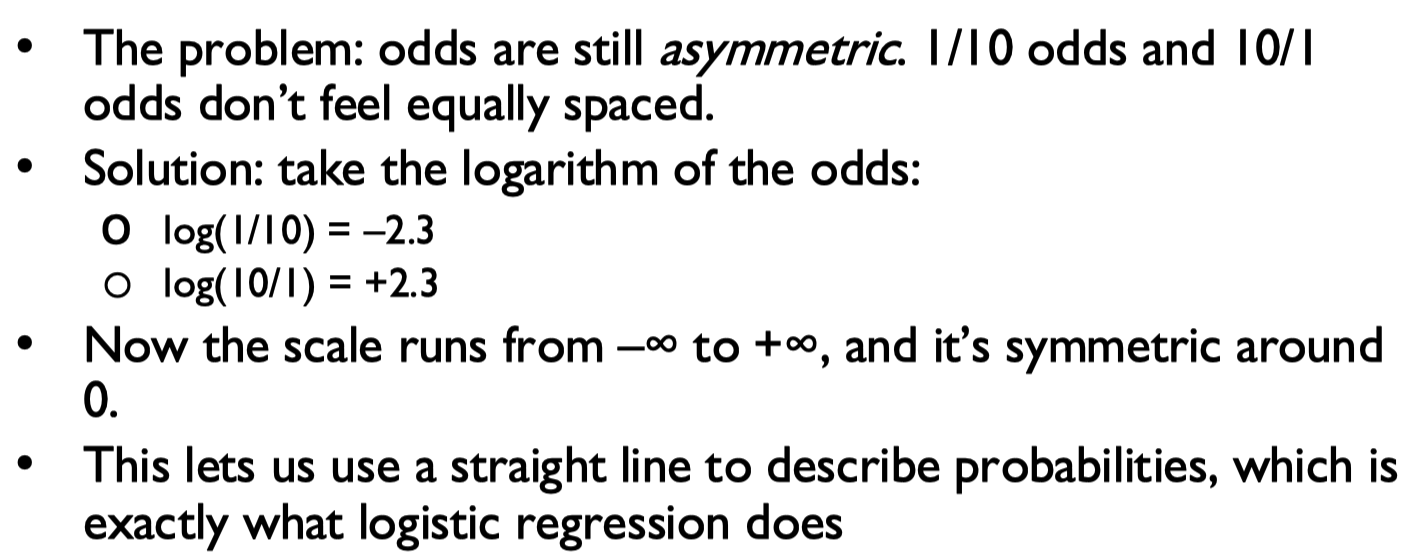 • The problem: odds are still asymmetric. 1/10 odds and 10/1
odds don’t feel equally spaced.
• Solution: take the logarithm of the odds:
O log(1/10) = –2.3
○ log(10/1) = +2.3
• Now the scale runs from –∞ to +∞, and it’s symmetric around
0.
• This lets us use a straight line to describe probabilities, which is
exactly what logistic regression does